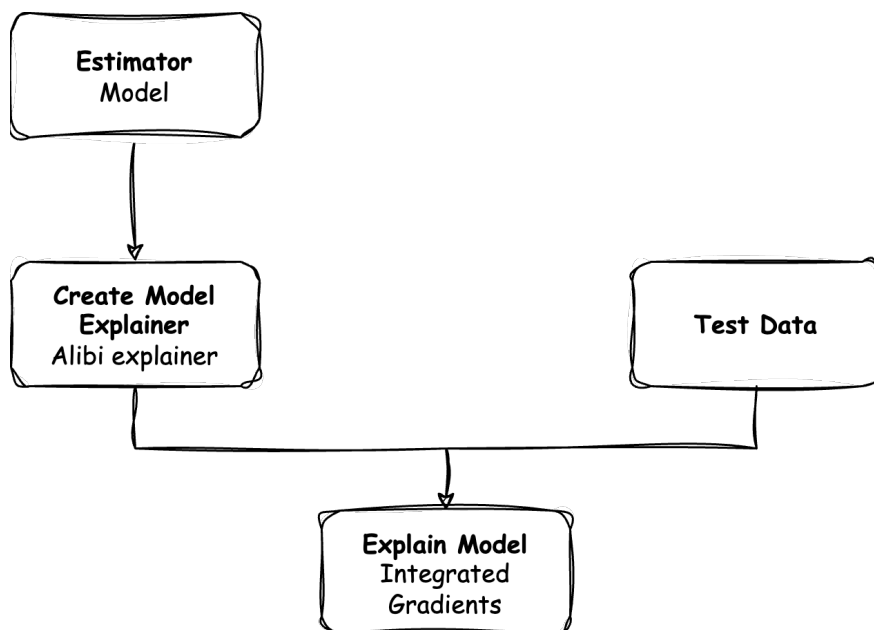 Estimator
Model
Create Model
Explainer
Alibi explainer
Test Data
Explain Model
Integrated
Gradients